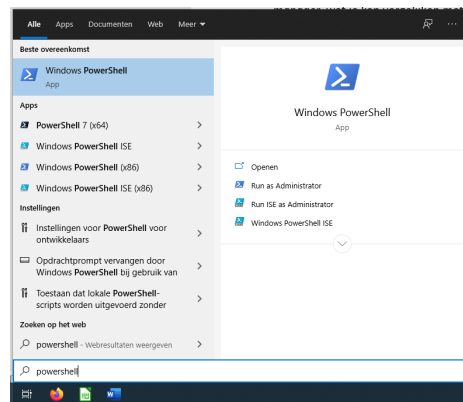 Alle Apps Documenten Web Meer
Beste overeenkomst
Windows PowerShell
App
Apps
PowerShell 7 (x64)
Windows PowerShell ISE
Windows PowerShell (x86)
Windows PowerShell ISE (x86)
Instellingen
Instellingen voor PowerShell voor
ontwikkelaars
Opdrachtprompt vervangen door
Windows PowerShell bij gebruik van
Toestaan dat lokale PowerShell-
scripts worden uitgevoerd zonder
Zoeken op het web
powershell - Webresultaten weergeven
powershell
Windows PowerShell
App
Openen
Run as Administrator
Run ISE as Administrator
Windows PowerShell ISE